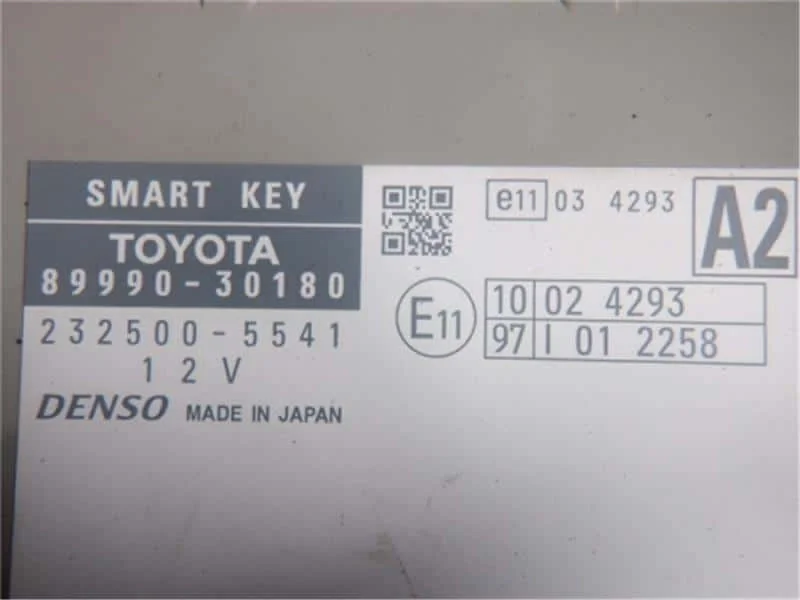 SMART KEY
TOYOTA
89990-30180
232500-5541
12V
DENSO MADE IN JAPAN
e11 03 4293
A2
E11
10 02 4293
97 I 01 2258